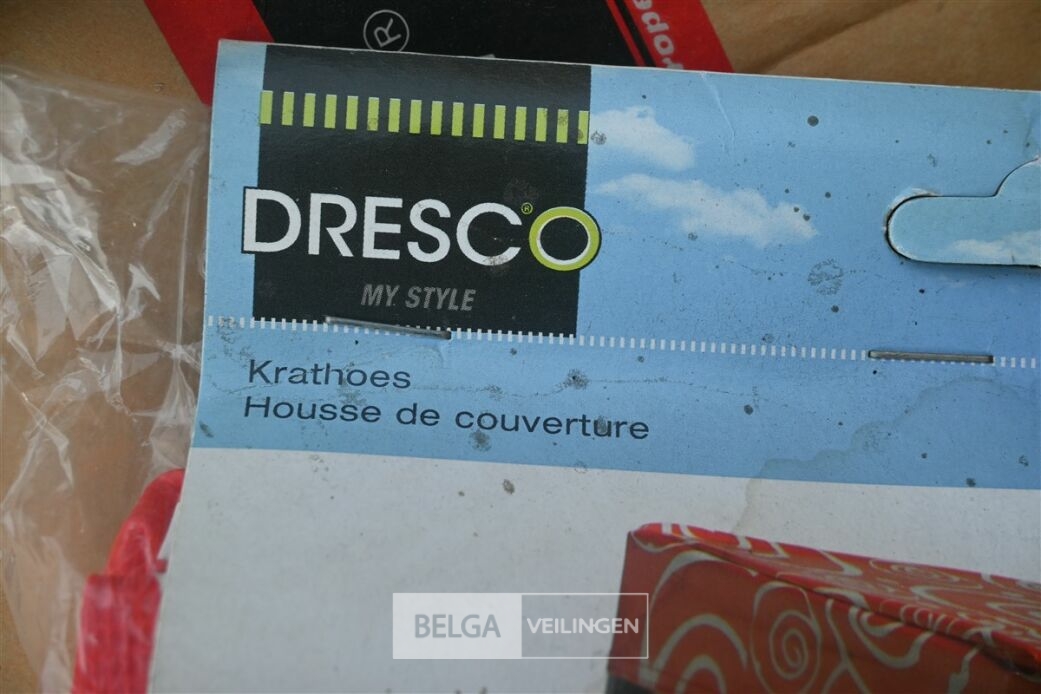 ®
DRESCO®
MY STYLE
Krathoes
Housse de couverture
BELGA VEILINGEN